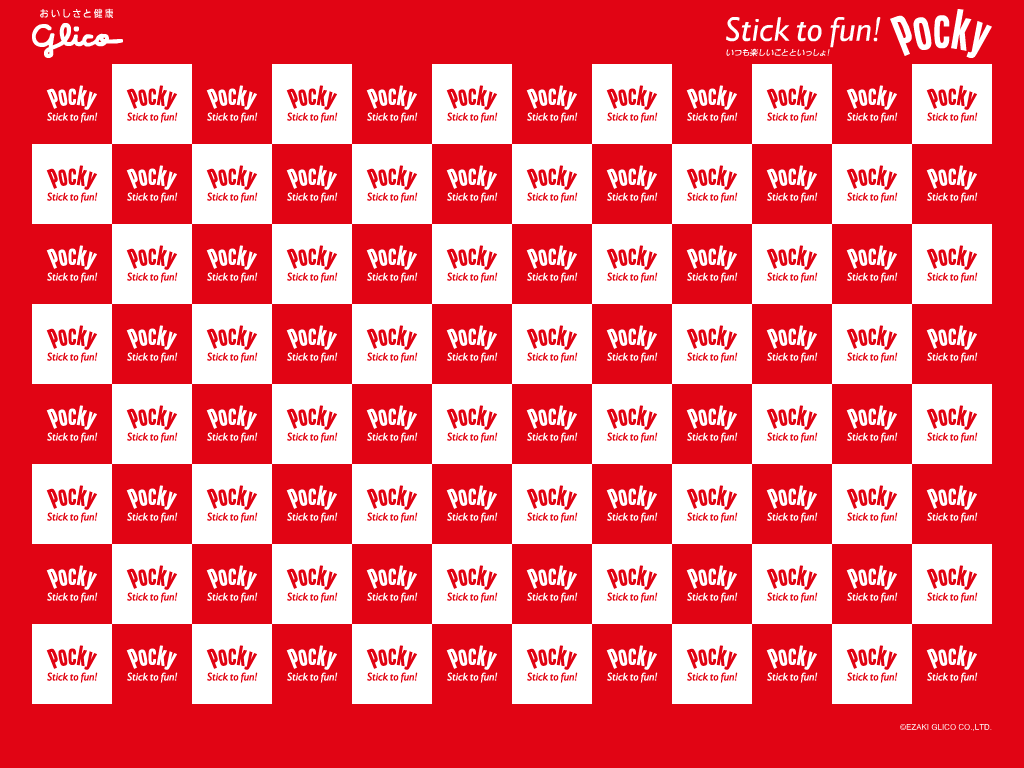 おいしさと健康
Glico
Stick to fun! Pocky
いつも楽しいことといっしょ!
Pocky Pocky Pocky Pocky Pocky Pocky Pocky Pocky Pocky Pocky Pocky Pocky
Stick to fun! Stick to fun! Stick to fun! Stick to fun! Stick to fun! Stick to fun! Stick to fun! Stick to fun! Stick to fun! Stick to fun! Stick to fun! Stick to fun!
Pocky Pocky Pocky Pocky Pocky Pocky Pocky Pocky Pocky Pocky Pocky Pocky
Stick to fun! Stick to fun! Stick to fun! Stick to fun! Stick to fun! Stick to fun! Stick to fun! Stick to fun! Stick to fun! Stick to fun! Stick to fun! Stick to fun!
Pocky Pocky Pocky Pocky Pocky Pocky Pocky Pocky Pocky Pocky Pocky Pocky
Stick to fun! Stick to fun! Stick to fun! Stick to fun! Stick to fun! Stick to fun! Stick to fun! Stick to fun! Stick to fun! Stick to fun! Stick to fun! Stick to fun!
Pocky Pocky Pocky Pocky Pocky Pocky Pocky Pocky Pocky Pocky Pocky Pocky
Stick to fun! Stick to fun! Stick to fun! Stick to fun! Stick to fun! Stick to fun! Stick to fun! Stick to fun! Stick to fun! Stick to fun! Stick to fun! Stick to fun!
Pocky Pocky Pocky Pocky Pocky Pocky Pocky Pocky Pocky Pocky Pocky Pocky
Stick to fun! Stick to fun! Stick to fun! Stick to fun! Stick to fun! Stick to fun! Stick to fun! Stick to fun! Stick to fun! Stick to fun! Stick to fun! Stick to fun!
Pocky Pocky Pocky Pocky Pocky Pocky Pocky Pocky Pocky Pocky Pocky Pocky
Stick to fun! Stick to fun! Stick to fun! Stick to fun! Stick to fun! Stick to fun! Stick to fun! Stick to fun! Stick to fun! Stick to fun! Stick to fun! Stick to fun!
Pocky Pocky Pocky Pocky Pocky Pocky Pocky Pocky Pocky Pocky Pocky Pocky
Stick to fun! Stick to fun! Stick to fun! Stick to fun! Stick to fun! Stick to fun! Stick to fun! Stick to fun! Stick to fun! Stick to fun! Stick to fun! Stick to fun!
Pocky Pocky Pocky Pocky Pocky Pocky Pocky Pocky Pocky Pocky Pocky Pocky
Stick to fun! Stick to fun! Stick to fun! Stick to fun! Stick to fun! Stick to fun! Stick to fun! Stick to fun! Stick to fun! Stick to fun! Stick to fun! Stick to fun!
©EZAKI GLICO CO.,LTD.